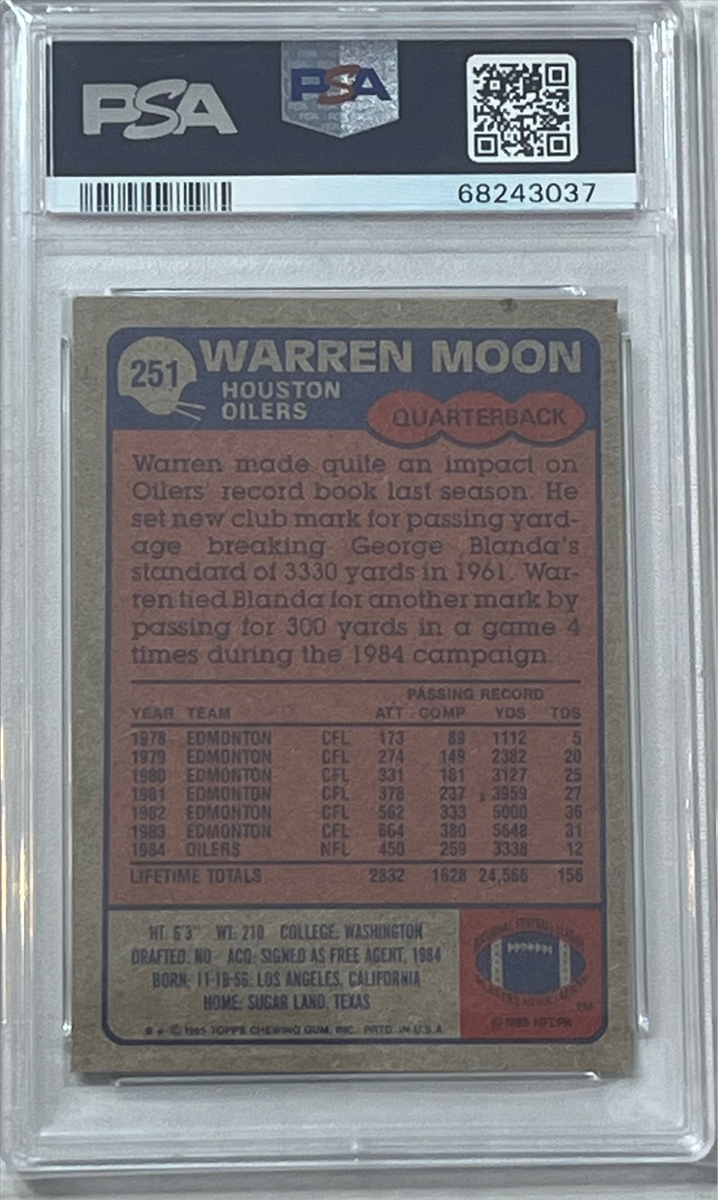 PSA
PSA
68243037
251
WARREN MOON
HOUSTON
OILERS
QUARTERBACK
Warren made quite an impact on
Oilers' record book last season. He
set new club mark for passing yard-
age breaking George Blanda's
standard of 3330 yards in 1961. War-
ren tied Blanda for another mark by
passing for 300 yards in a game 4
times during the 1984 campaign.
PASSING RECORD
YEAR TEAM ATT COMP YDS TDS
1978 EDMONTON CFL 173 89 1112 5
1979 EDMONTON CFL 274 149 2382 20
1980 EDMONTON CFL 331 181 3127 25
1981 EDMONTON CFL 378 237 3959 27
1982 EDMONTON CFL 562 333 5000 36
1983 EDMONTON CFL 664 380 5648 31
1984 OILERS NFL 450 259 3338 12
LIFETIME TOTALS 2832 1628 24,566 156
HT: 6'3" WT: 210 COLLEGE: WASHINGTON
DRAFTED: NO - ACQ: SIGNED AS FREE AGENT, 1984
BORN: 11-18-56, LOS ANGELES, CALIFORNIA
HOME: SUGAR LAND, TEXAS
© 1985 TOPPS CHEWING GUM, INC. PRTD. IN U.S.A.
NATIONAL FOOTBALL LEAGUE
PLAYERS ASSOCIATION
TM
© 1985 NFLPA